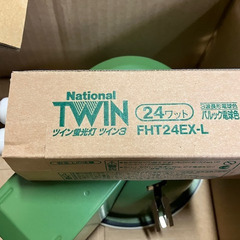 National
TWIN
ツイン蛍光灯 ツイン3
24ワット
FHT24EX-L
3波長形電球色
パルック電球色